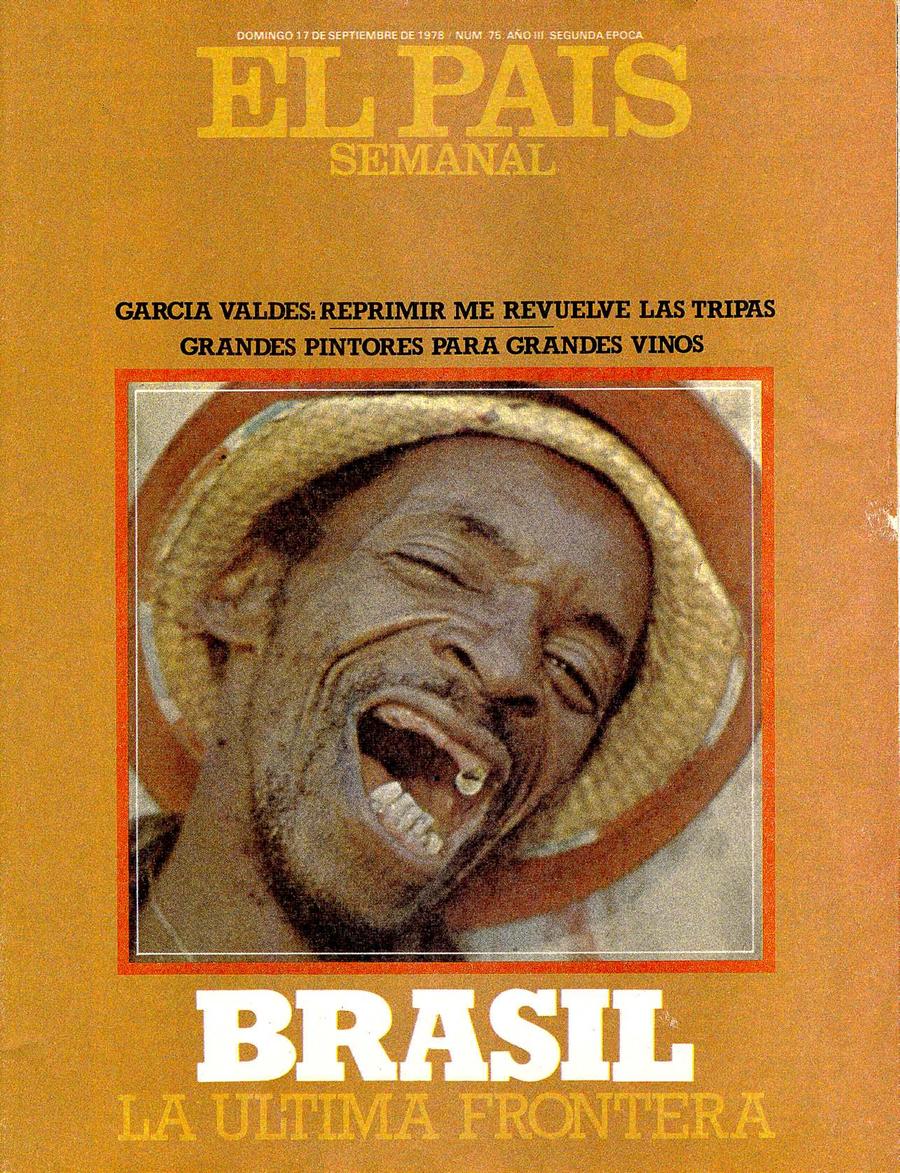 DOMINGO 17 DE SEPTIEMBRE DE 1978 / NUM 75. AÑO III SEGUNDA EPOCA
EL PAIS
SEMANAL
GARCIA VALDES: REPRIMIR ME REVUELVE LAS TRIPAS
GRANDES PINTORES PARA GRANDES VINOS
BRASIL
LA ULTIMA FRONTERA